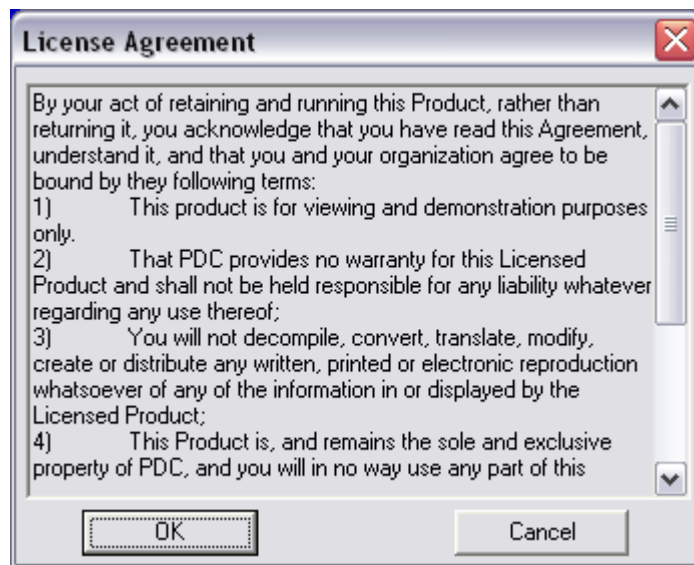 License Agreement
By your act of retaining and running this Product, rather than
returning it, you acknowledge that you have read this Agreement,
understand it, and that you and your organization agree to be
bound by they following terms:
1) This product is for viewing and demonstration purposes
only.
2) That PDC provides no warranty for this Licensed
Product and shall not be held responsible for any liability whatever
regarding any use thereof;
3) You will not decompile, convert, translate, modify,
create or distribute any written, printed or electronic reproduction
whatsoever of any of the information in or displayed by the
Licensed Product;
4) This Product is, and remains the sole and exclusive
property of PDC, and you will in no way use any part of this
OK Cancel